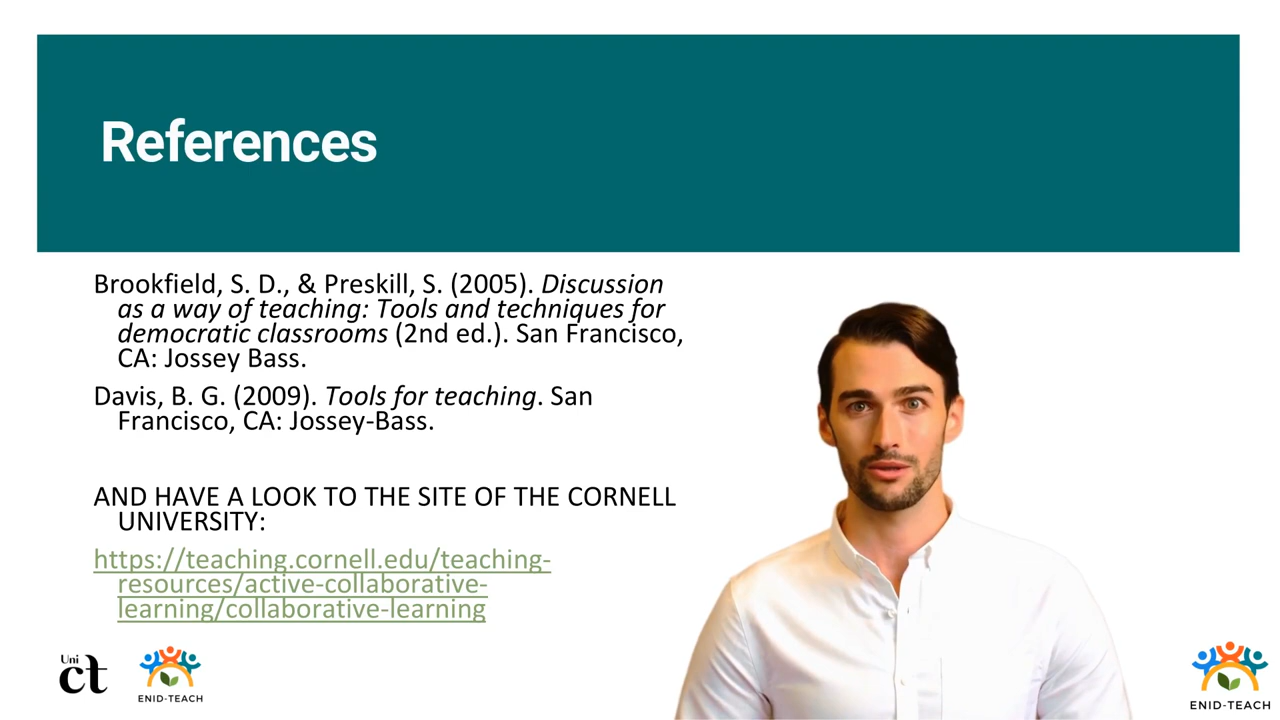 References
Brookfield, S. D., & Preskill, S. (2005). Discussion
as a way of teaching: Tools and techniques for
democratic classrooms (2nd ed.). San Francisco,
CA: Jossey Bass.
Davis, B. G. (2009). Tools for teaching. San
Francisco, CA: Jossey-Bass.
AND HAVE A LOOK TO THE SITE OF THE CORNELL
UNIVERSITY:
https://teaching.cornell.edu/teaching-
resources/active-collaborative-
learning/collaborative-learning
Uni
ct
ENID-TEACH
ENID-TEACH